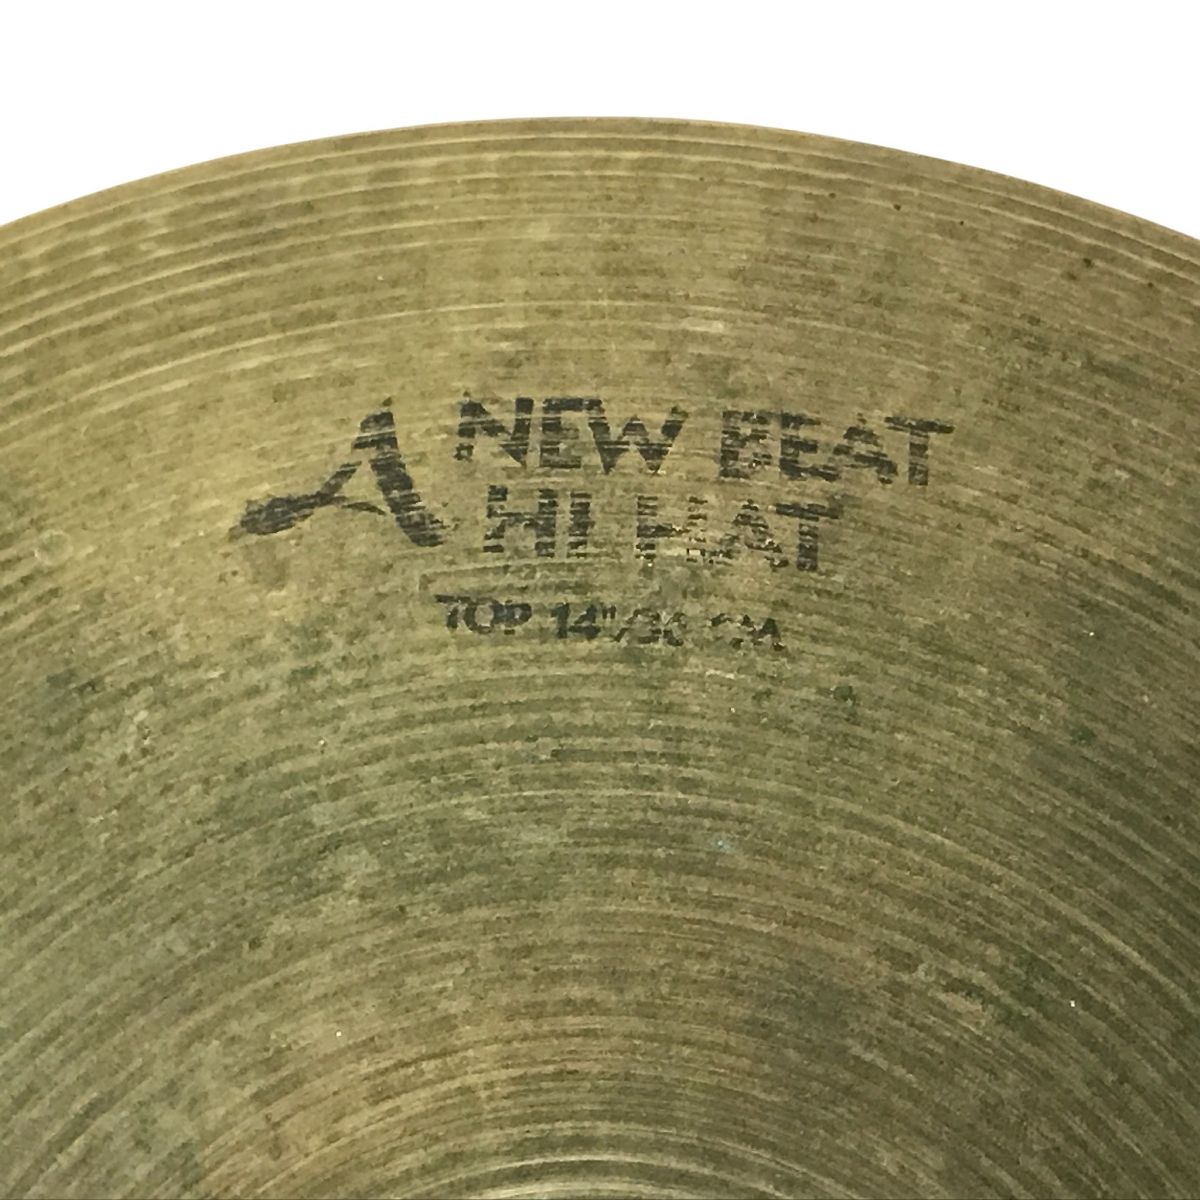 A NEW BEAT
HI HAT
TOP 14"/36 CM